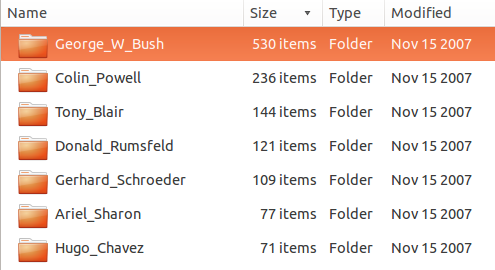 Name Size Type Modified
George_W_Bush 530 items Folder Nov 15 2007
Colin_Powell 236 items Folder Nov 15 2007
Tony_Blair 144 items Folder Nov 15 2007
Donald_Rumsfeld 121 items Folder Nov 15 2007
Gerhard_Schroeder 109 items Folder Nov 15 2007
Ariel_Sharon 77 items Folder Nov 15 2007
Hugo_Chavez 71 items Folder Nov 15 2007